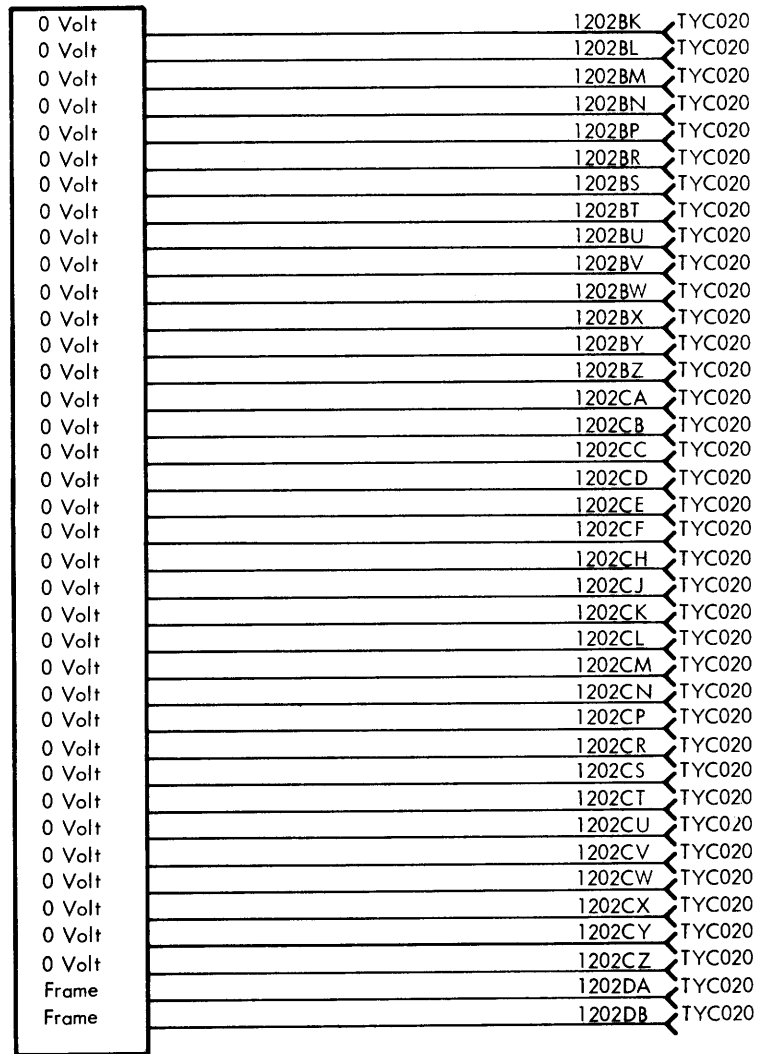 0 Volt 1202BK TYC020
0 Volt 1202BL TYC020
0 Volt 1202BM TYC020
0 Volt 1202BN TYC020
0 Volt 1202BP TYC020
0 Volt 1202BR TYC020
0 Volt 1202BS TYC020
0 Volt 1202BT TYC020
0 Volt 1202BU TYC020
0 Volt 1202BV TYC020
0 Volt 1202BW TYC020
0 Volt 1202BX TYC020
0 Volt 1202BY TYC020
0 Volt 1202BZ TYC020
0 Volt 1202CA TYC020
0 Volt 1202CB TYC020
0 Volt 1202CC TYC020
0 Volt 1202CD TYC020
0 Volt 1202CE TYC020
0 Volt 1202CF TYC020
0 Volt 1202CH TYC020
0 Volt 1202CJ TYC020
0 Volt 1202CK TYC020
0 Volt 1202CL TYC020
0 Volt 1202CM TYC020
0 Volt 1202CN TYC020
0 Volt 1202CP TYC020
0 Volt 1202CR TYC020
0 Volt 1202CS TYC020
0 Volt 1202CT TYC020
0 Volt 1202CU TYC020
0 Volt 1202CV TYC020
0 Volt 1202CW TYC020
0 Volt 1202CX TYC020
0 Volt 1202CY TYC020
0 Volt 1202CZ TYC020
Frame 1202DA TYC020
Frame 1202DB TYC020